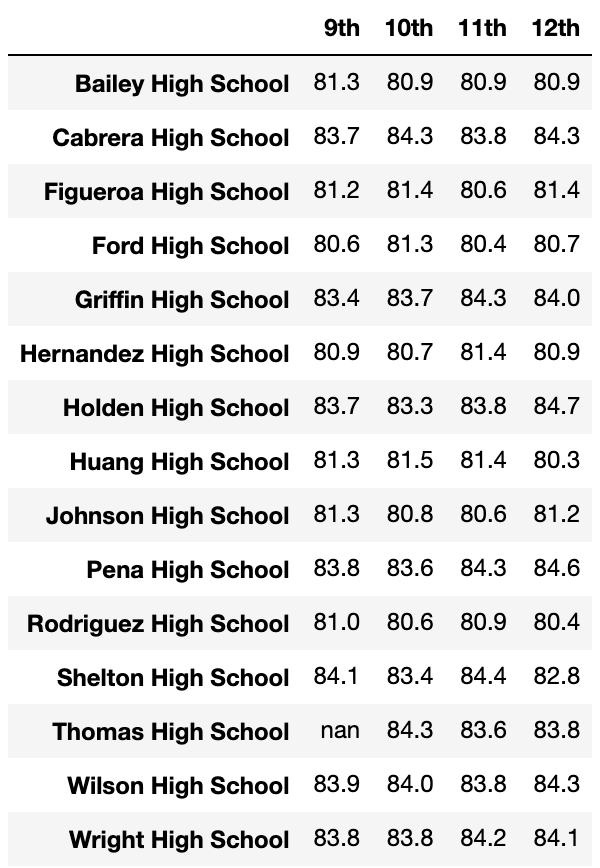 9th 10th 11th 12th
Bailey High School 81.3 80.9 80.9 80.9
Cabrera High School 83.7 84.3 83.8 84.3
Figueroa High School 81.2 81.4 80.6 81.4
Ford High School 80.6 81.3 80.4 80.7
Griffin High School 83.4 83.7 84.3 84.0
Hernandez High School 80.9 80.7 81.4 80.9
Holden High School 83.7 83.3 83.8 84.7
Huang High School 81.3 81.5 81.4 80.3
Johnson High School 81.3 80.8 80.6 81.2
Pena High School 83.8 83.6 84.3 84.6
Rodriguez High School 81.0 80.6 80.9 80.4
Shelton High School 84.1 83.4 84.4 82.8
Thomas High School nan 84.3 83.6 83.8
Wilson High School 83.9 84.0 83.8 84.3
Wright High School 83.8 83.8 84.2 84.1